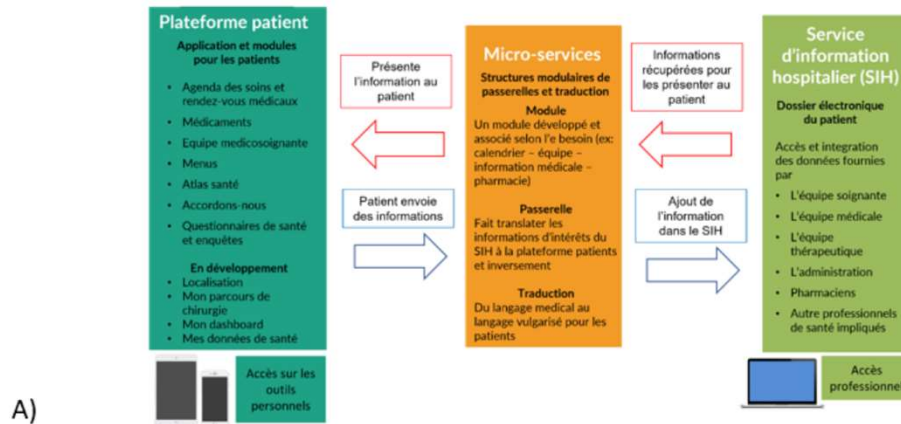 Plateforme patient
Application et modules
pour les patients
• Agenda des soins et
rendez-vous médicaux
• Médicaments
• Equipe medicosoignante
• Menus
• Atlas santé
• Accordons-nous
• Questionnaires de santé
et enquêtes
En développement
• Localisation
• Mon parcours de
chirurgie
• Mon dashboard
• Mes données de santé
Accès sur les
outils
personnels
Présente
l'information au
patient
Patient envoie
des informations
Micro-services
Structures modulaires de
passerelles et traduction
Module
Un module développé et
associé selon l'e besoin (ex:
calendrier – équipe –
information médicale –
pharmacie)
Passerelle
Fait translater les
informations d'intérêts du
SIH à la plateforme patients
et inversement
Traduction
Du langage medical au
langage vulgarisé pour les
patients
Informations
récupérées pour
les présenter au
patient
Ajout de
l'information
dans le SIH
Service
d'information
hospitalier (SIH)
Dossier électronique
du patient
Accès et integration
des données fournies
par
• L'équipe soignante
• L'équipe médicale
• L'équipe
thérapeutique
• L'administration
• Pharmaciens
• Autre professionnels
de santé impliqués
Accès
professionnel
A)